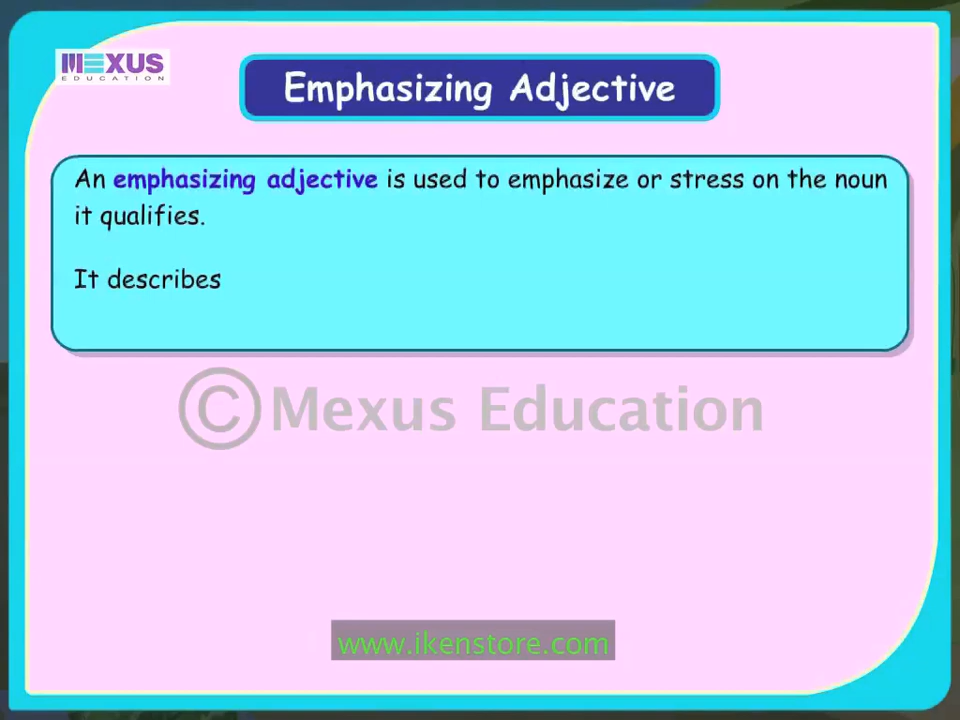 MEXUS
EDUCATION
Emphasizing Adjective
An emphasizing adjective is used to emphasize or stress on the noun
it qualifies.
It describes
© Mexus Education
www.ikenstore.com